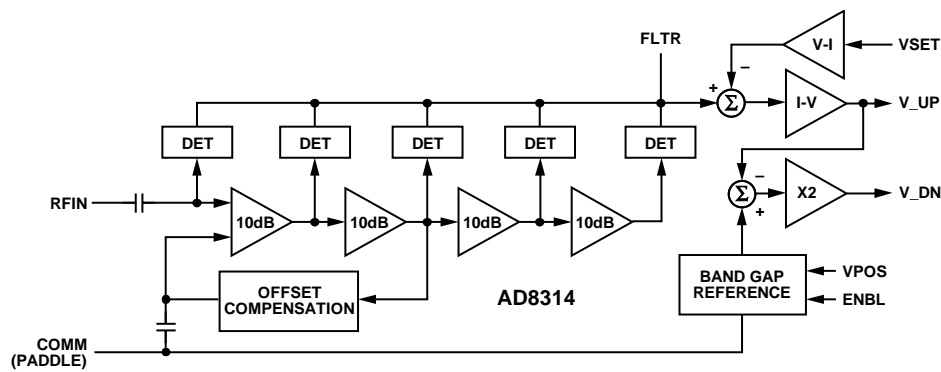 FLTR
V-I
VSET
–
+
Σ
I-V
V_UP
DET
DET
DET
DET
DET
–
Σ
+
X2
V_DN
RFIN
10dB
10dB
10dB
10dB
OFFSET
COMPENSATION
AD8314
BAND GAP
REFERENCE
VPOS
ENBL
COMM
(PADDLE)